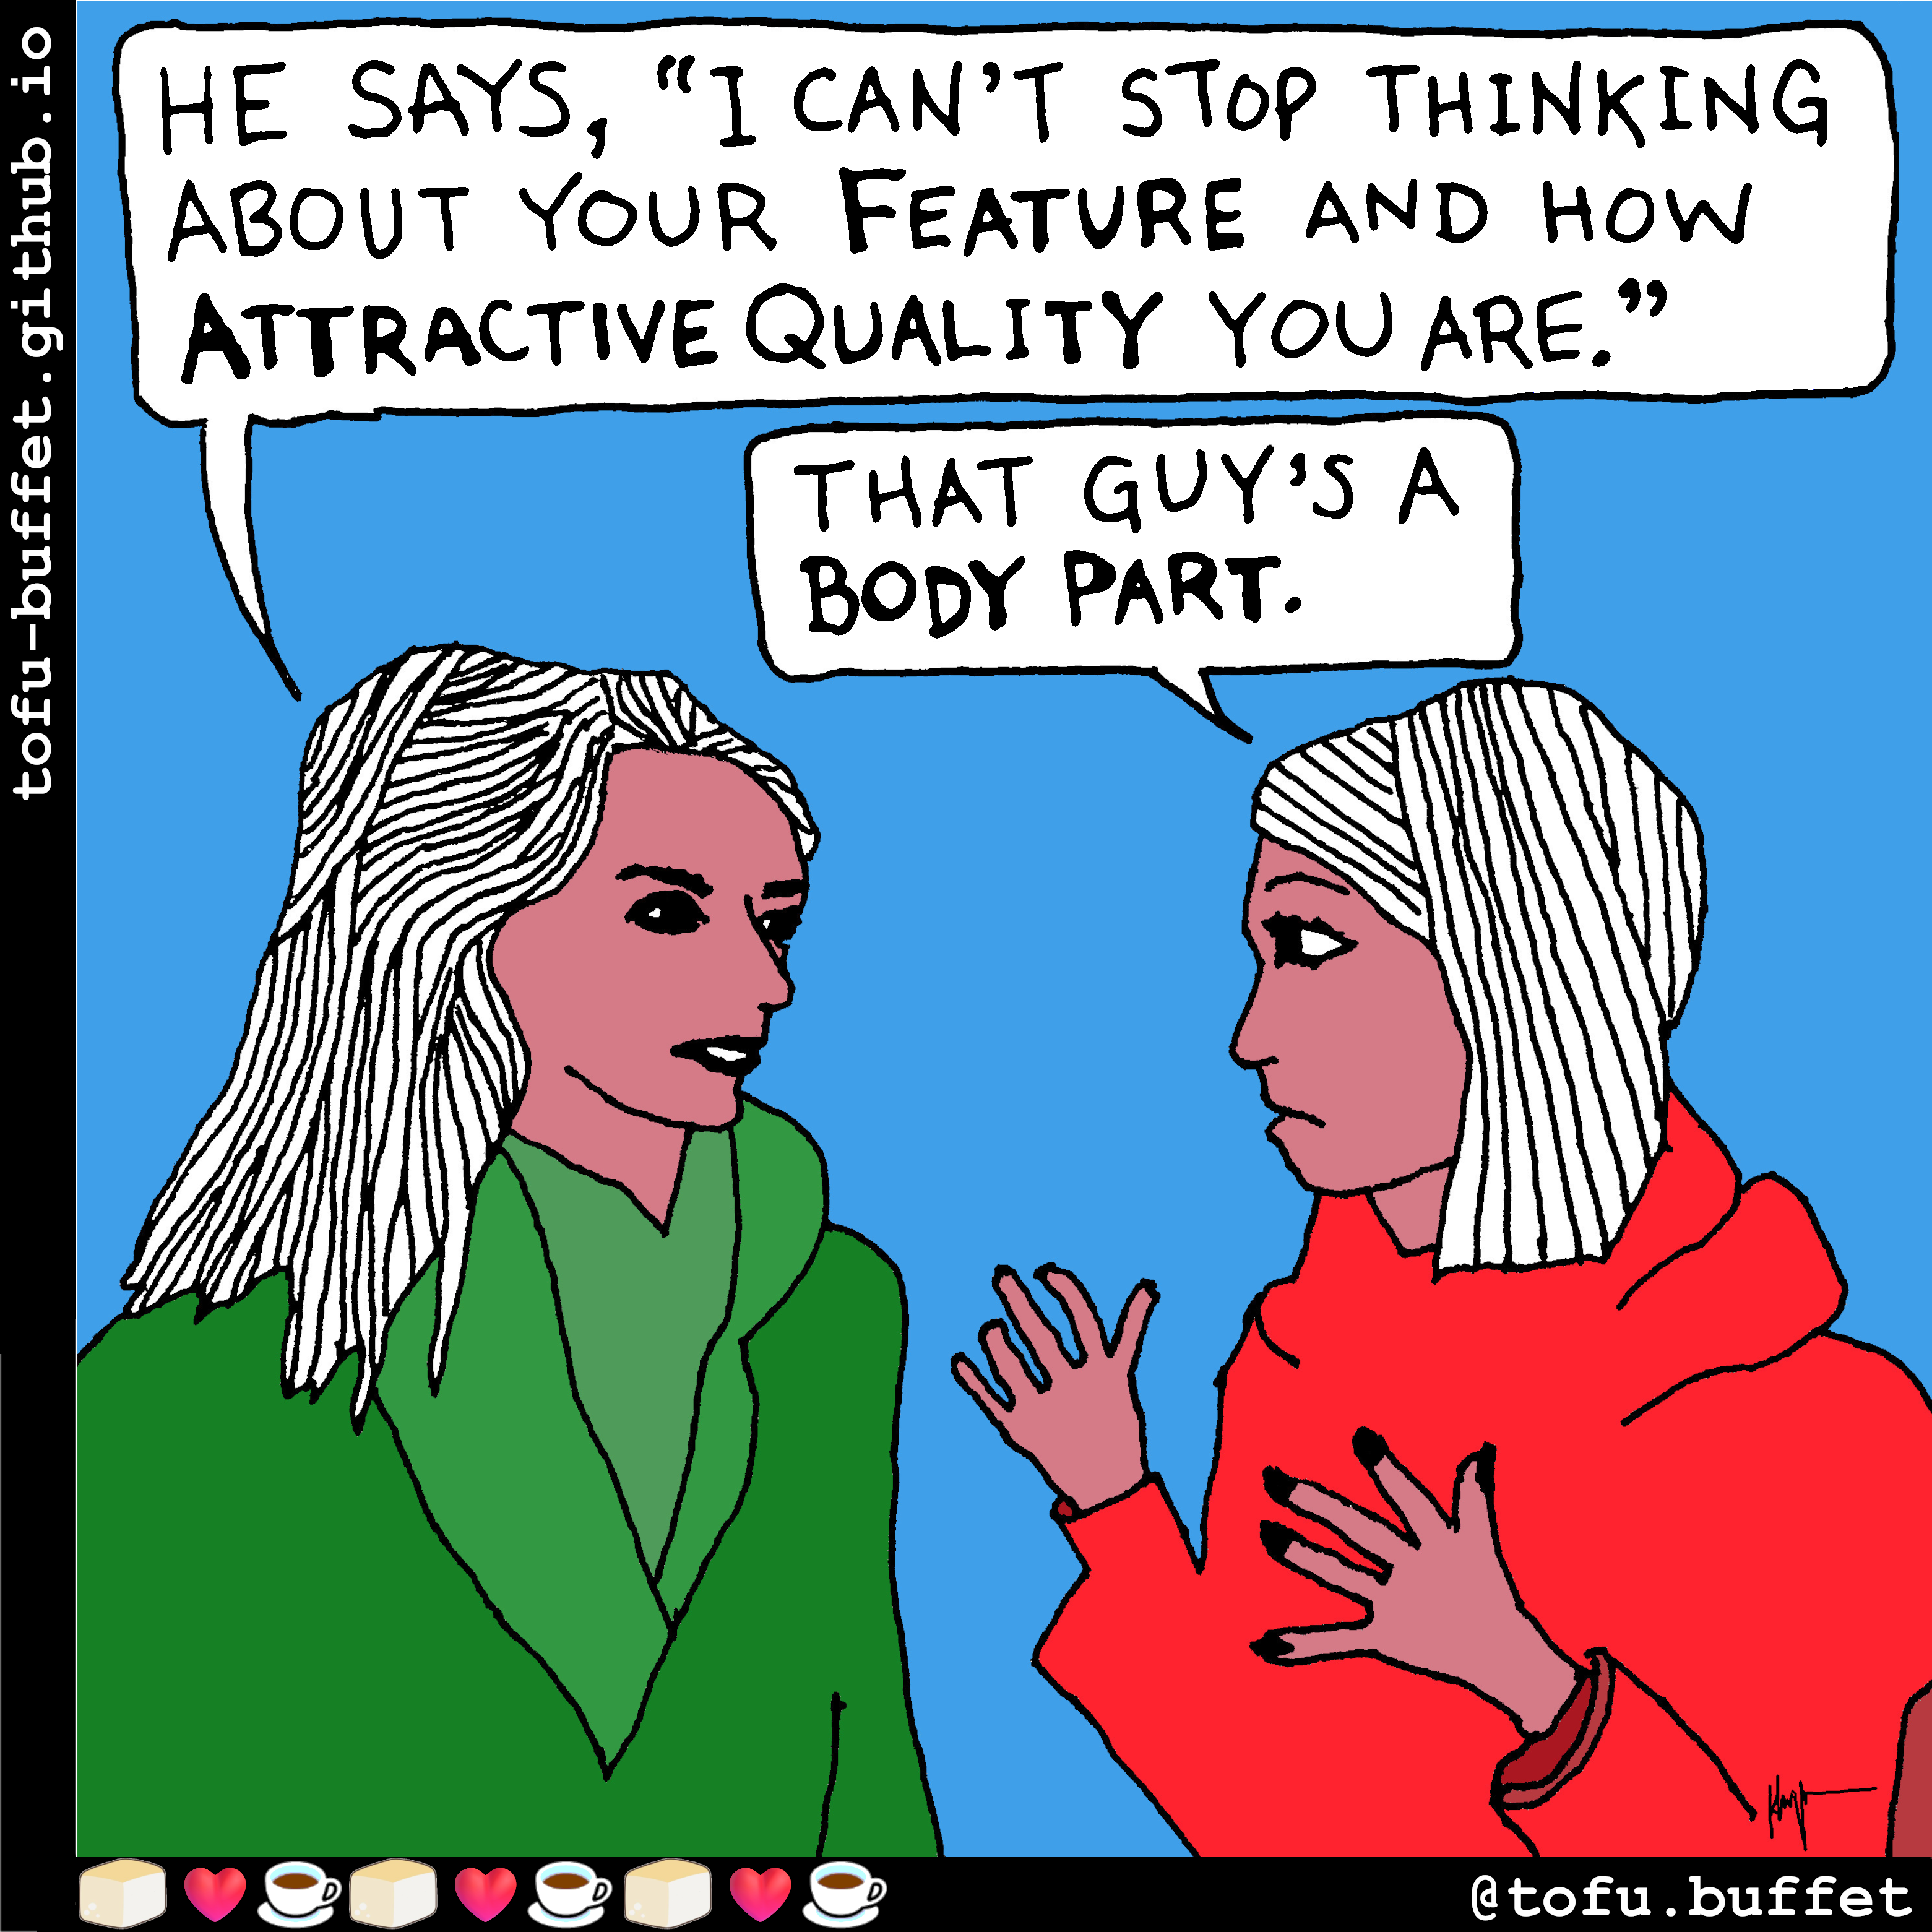 HE SAYS, “I CAN’T STOP THINKING
ABOUT YOUR FEATURE AND HOW
ATTRACTIVE QUALITY YOU ARE.”
THAT GUY’S A
BODY PART.
tofu-buffet.github.io
@tofu.buffet